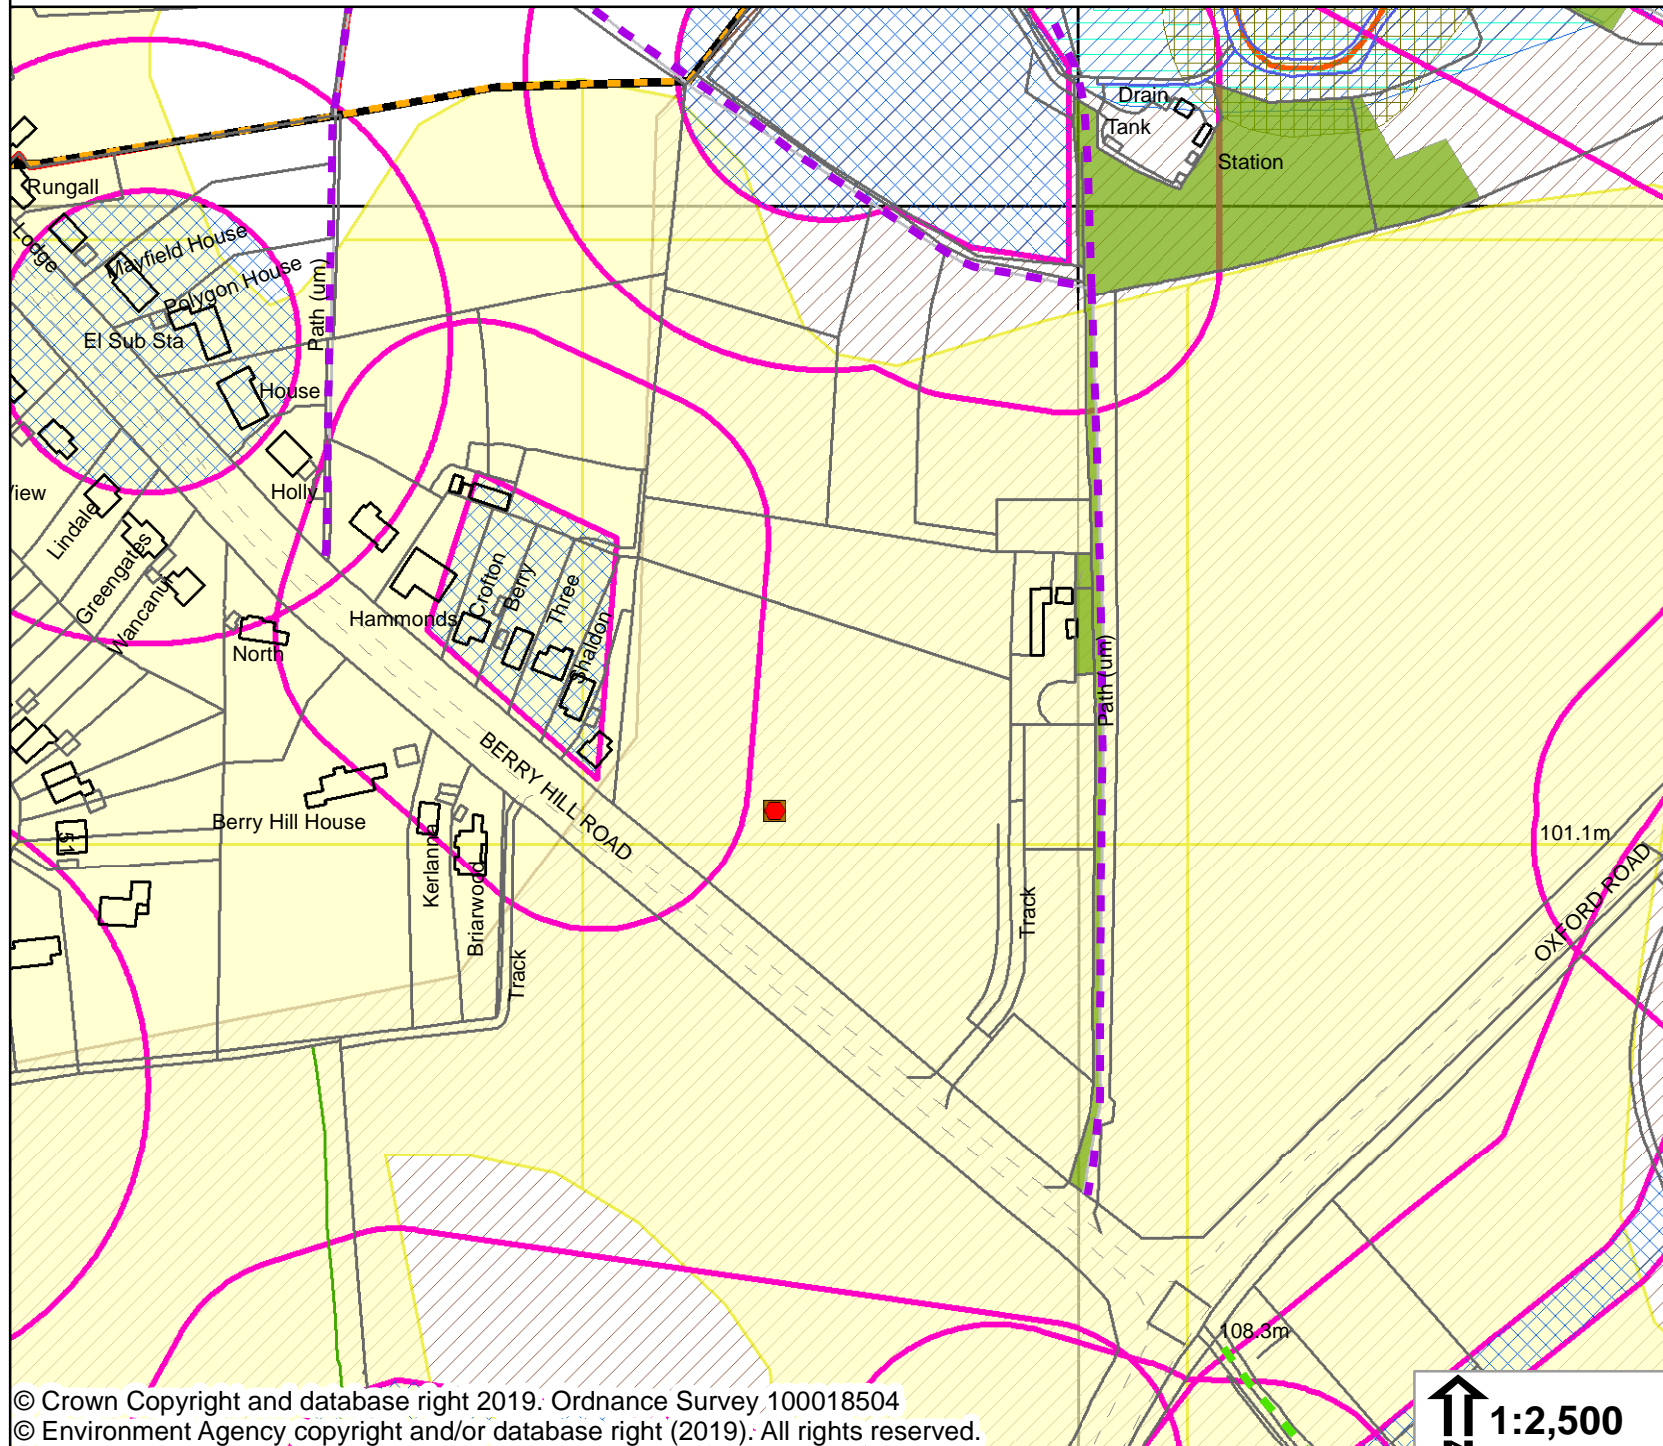 Drain
Tank
Station
Rungall
Lodge
Mayfield House
Polygon House
Path (um)
El Sub Sta
House
Holly
View
Lindale
Greengates
Wancanur
North
Hammonds
Crofton
Berry
Three
Shaldon
Path (um)
BERRY HILL ROAD
Berry Hill House
51
Kerlanna
Briarwood
Track
Track
101.1m
OXFORD ROAD
108.3m
© Crown Copyright and database right 2019. Ordnance Survey 100018504
© Environment Agency copyright and/or database right (2019). All rights reserved.
1:2,500